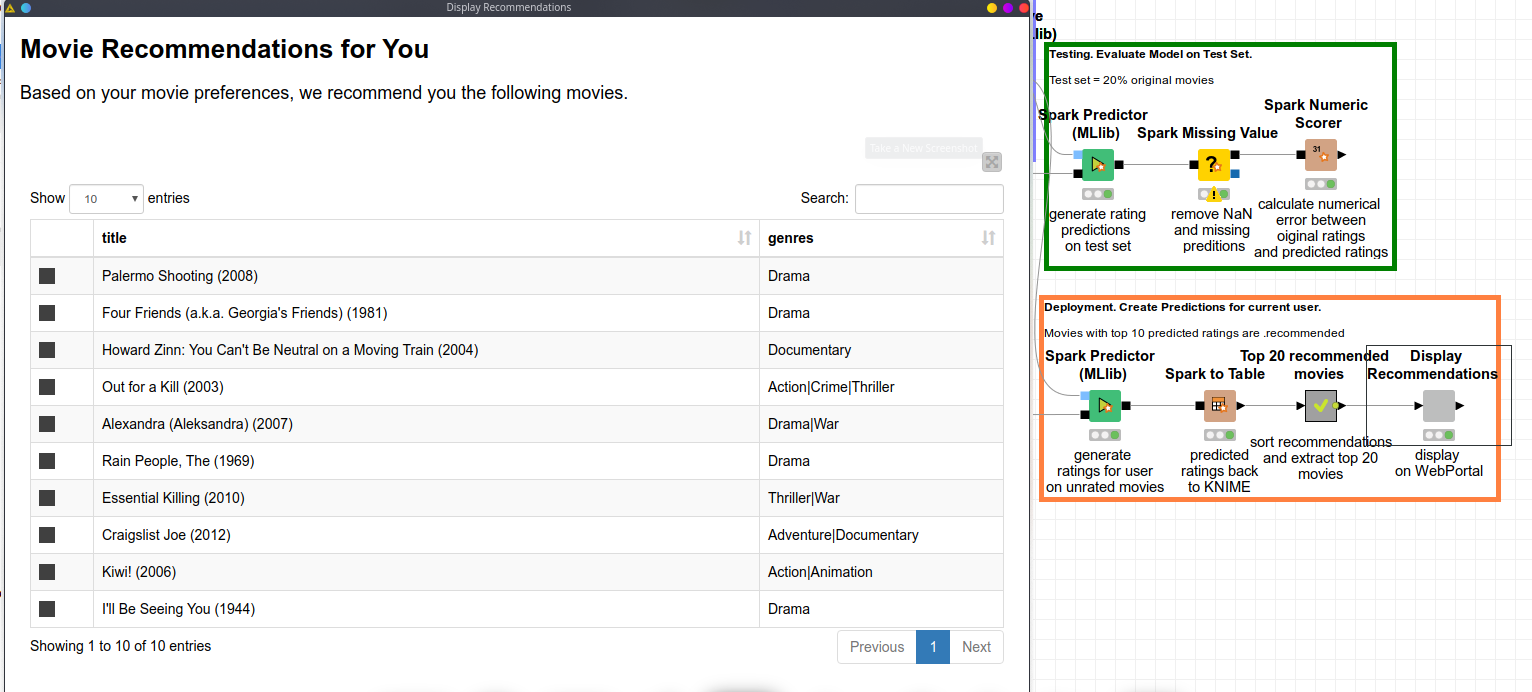 Display Recommendations
Movie Recommendations for You
Based on your movie preferences, we recommend you the following movies.
Take a New Screenshot
Show 10 entries
Search:
title genres
Palermo Shooting (2008) Drama
Four Friends (a.k.a. Georgia's Friends) (1981) Drama
Howard Zinn: You Can't Be Neutral on a Moving Train (2004) Documentary
Out for a Kill (2003) Action|Crime|Thriller
Alexandra (Aleksandra) (2007) Drama|War
Rain People, The (1969) Drama
Essential Killing (2010) Thriller|War
Craigslist Joe (2012) Adventure|Documentary
Kiwi! (2006) Action|Animation
I'll Be Seeing You (1944) Drama
Showing 1 to 10 of 10 entries
Previous 1 Next
lib)
Testing. Evaluate Model on Test Set.
Test set = 20% original movies
Spark Predictor
(MLlib)
generate rating
predictions
on test set
Spark Missing Value
?
remove NaN
and missing
preditions
Spark Numeric
Scorer
31
calculate numerical
error between
oiginal ratings
and predicted ratings
Deployment. Create Predictions for current user.
Movies with top 10 predicted ratings are .recommended
Spark Predictor
(MLlib)
generate
ratings for user
on unrated movies
Spark to Table
predicted
ratings back
to KNIME
Top 20 recommended
movies
sort recommendations
and extract top 20
movies
Display
Recommendations
display
on WebPortal